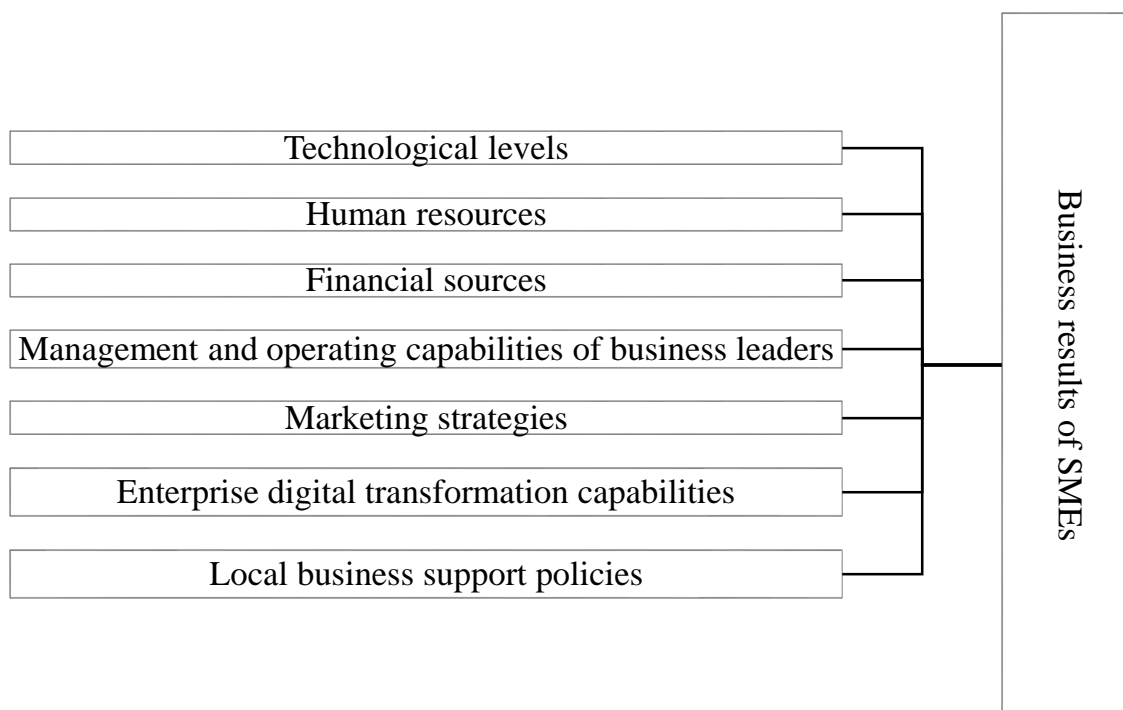 Technological levels
Human resources
Financial sources
Management and operating capabilities of business leaders
Marketing strategies
Enterprise digital transformation capabilities
Local business support policies
Business results of SMEs